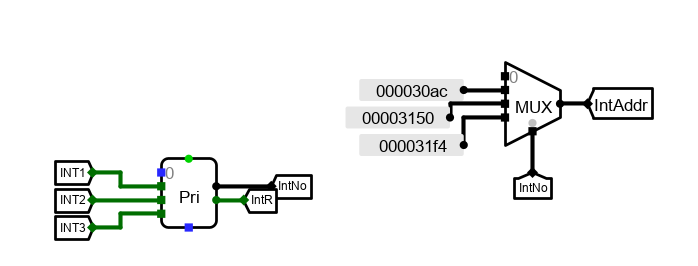 0
000030ac
MUX
IntAddr
00003150
000031f4
INT1
0
IntNo
IntNo
INT2
Pri
IntR
INT3